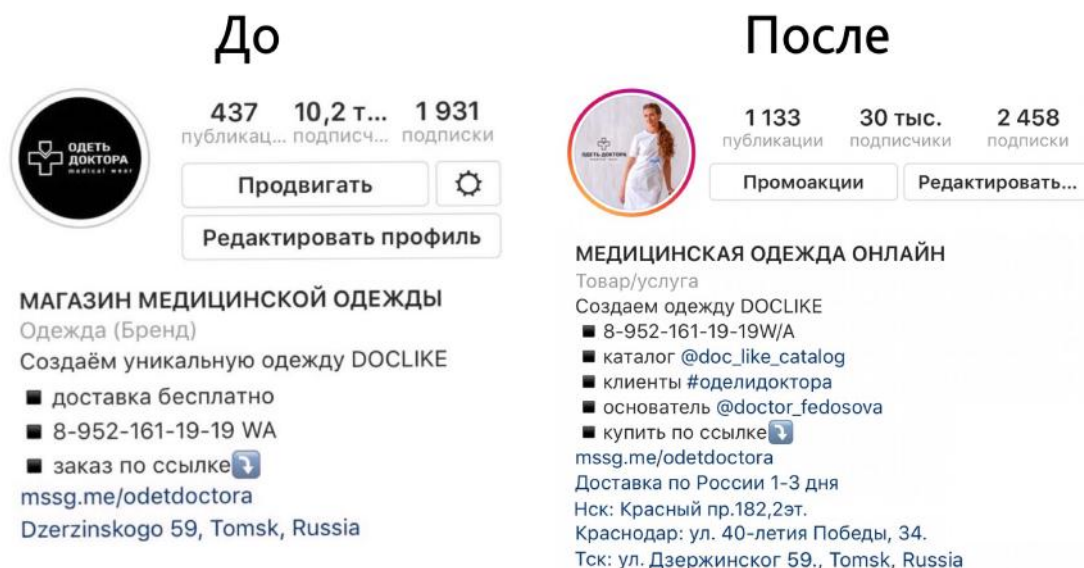 До
ОДЕТЬ
ДОКТОРА
medical wear
437 10,2 т... 1 931
публикац... подписч... подписки
Продвигать
Редактировать профиль
МАГАЗИН МЕДИЦИНСКОЙ ОДЕЖДЫ
Одежда (Бренд)
Создаём уникальную одежду DOCLIKE
◾ доставка бесплатно
◾ 8-952-161-19-19 WA
◾ заказ по ссылке⤵️
mssg.me/odetdoctora
Dzerzinskogo 59, Tomsk, Russia
После
ОДЕТЬ ДОКТОРА
1 133 30 тыс. 2 458
публикации подписчики подписки
Промоакции Редактировать...
МЕДИЦИНСКАЯ ОДЕЖДА ОНЛАЙН
Товар/услуга
Создаем одежду DOCLIKE
◾ 8-952-161-19-19W/A
◾ каталог @doc_like_catalog
◾ клиенты #оделидоктора
◾ основатель @doctor_fedosova
◾ купить по ссылке⤵️
mssg.me/odetdoctora
Доставка по России 1-3 дня
Нск: Красный пр.182,2эт.
Краснодар: ул. 40-летия Победы, 34.
Тск: ул. Дзержинског 59., Tomsk, Russia